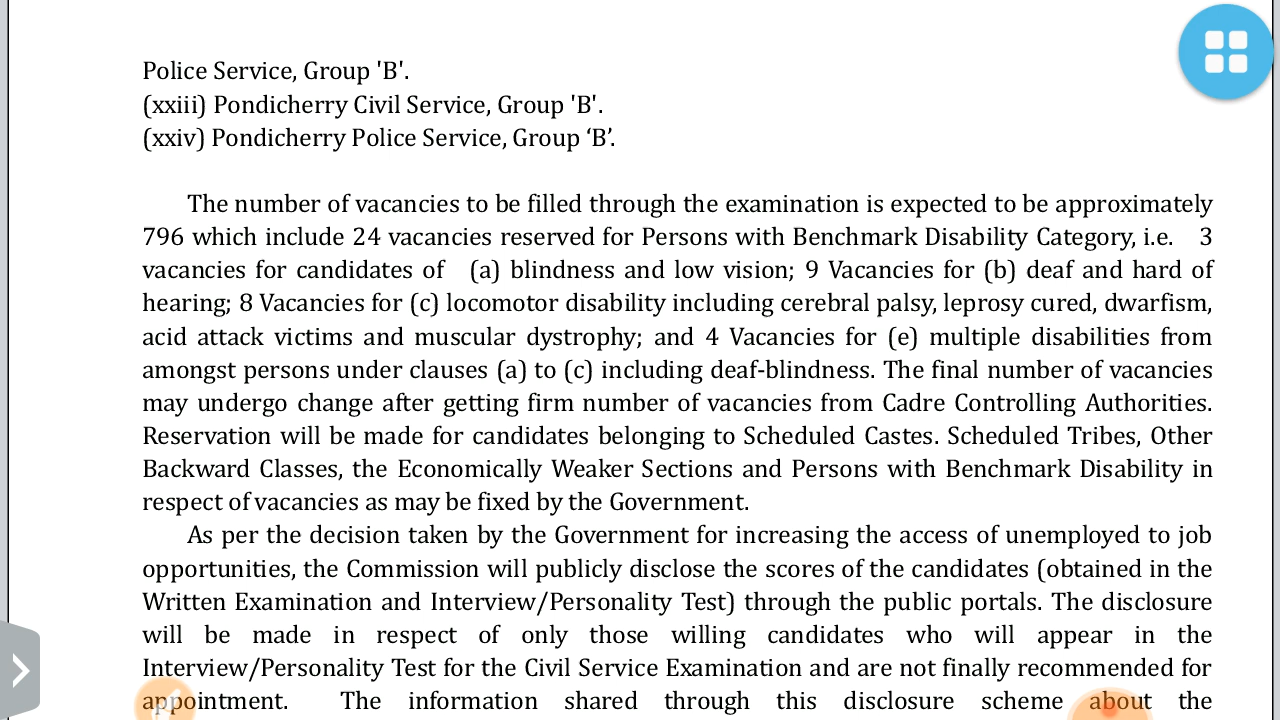 Police Service, Group 'B'.
(xxiii) Pondicherry Civil Service, Group 'B'.
(xxiv) Pondicherry Police Service, Group ‘B’.
The number of vacancies to be filled through the examination is expected to be approximately
796 which include 24 vacancies reserved for Persons with Benchmark Disability Category, i.e. 3
vacancies for candidates of (a) blindness and low vision; 9 Vacancies for (b) deaf and hard of
hearing; 8 Vacancies for (c) locomotor disability including cerebral palsy, leprosy cured, dwarfism,
acid attack victims and muscular dystrophy; and 4 Vacancies for (e) multiple disabilities from
amongst persons under clauses (a) to (c) including deaf-blindness. The final number of vacancies
may undergo change after getting firm number of vacancies from Cadre Controlling Authorities.
Reservation will be made for candidates belonging to Scheduled Castes. Scheduled Tribes, Other
Backward Classes, the Economically Weaker Sections and Persons with Benchmark Disability in
respect of vacancies as may be fixed by the Government.
As per the decision taken by the Government for increasing the access of unemployed to job
opportunities, the Commission will publicly disclose the scores of the candidates (obtained in the
Written Examination and Interview/Personality Test) through the public portals. The disclosure
will be made in respect of only those willing candidates who will appear in the
Interview/Personality Test for the Civil Service Examination and are not finally recommended for
appointment. The information shared through this disclosure scheme about the